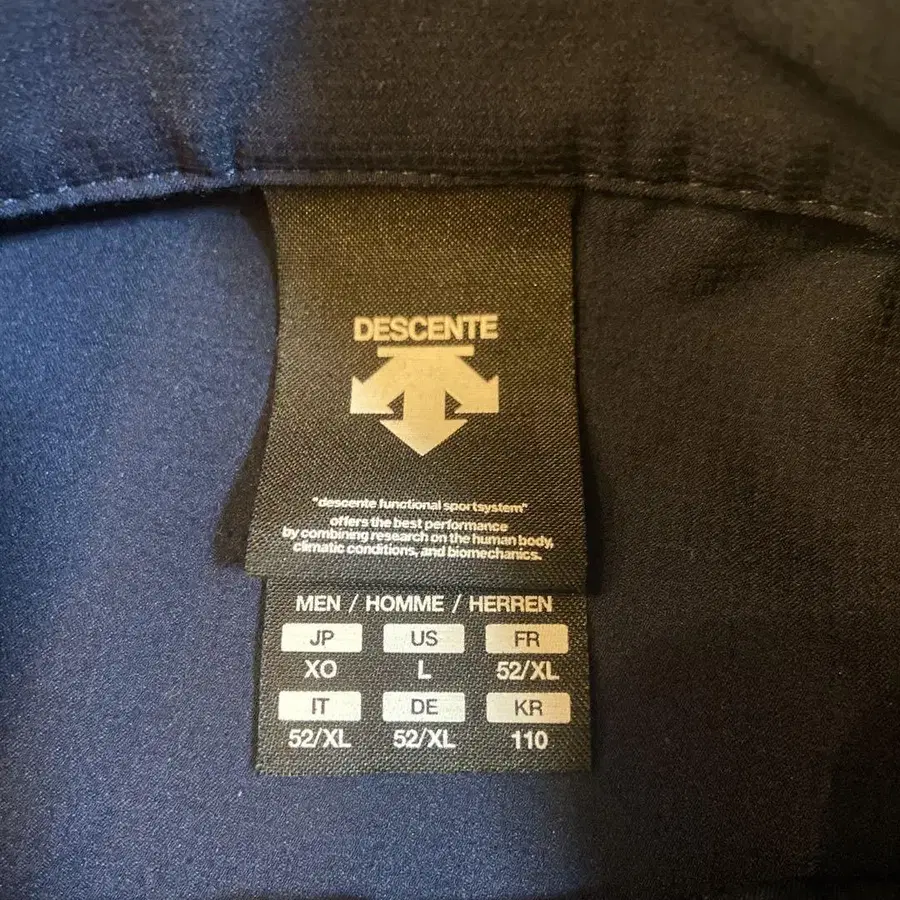 DESCENTE
"descente functional sportsystem"
offers the best performance
by combining research on the human body,
climatic conditions, and biomechanics.
MEN / HOMME / HERREN
JP US FR
XO L 52/XL
IT DE KR
52/XL 52/XL 110